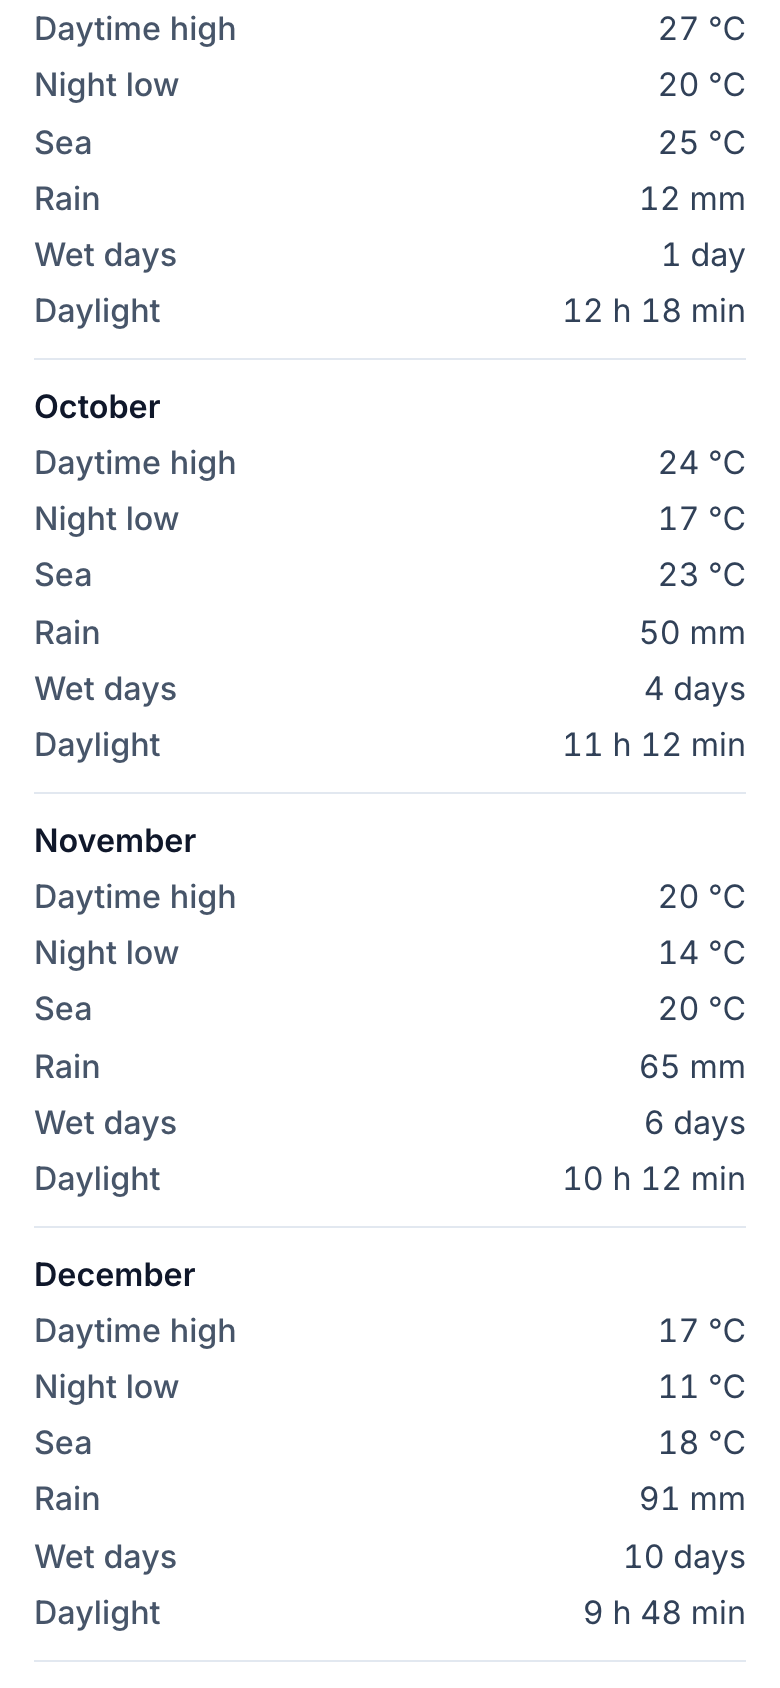 Daytime high 27 °C
Night low 20 °C
Sea 25 °C
Rain 12 mm
Wet days 1 day
Daylight 12 h 18 min
October
Daytime high 24 °C
Night low 17 °C
Sea 23 °C
Rain 50 mm
Wet days 4 days
Daylight 11 h 12 min
November
Daytime high 20 °C
Night low 14 °C
Sea 20 °C
Rain 65 mm
Wet days 6 days
Daylight 10 h 12 min
December
Daytime high 17 °C
Night low 11 °C
Sea 18 °C
Rain 91 mm
Wet days 10 days
Daylight 9 h 48 min